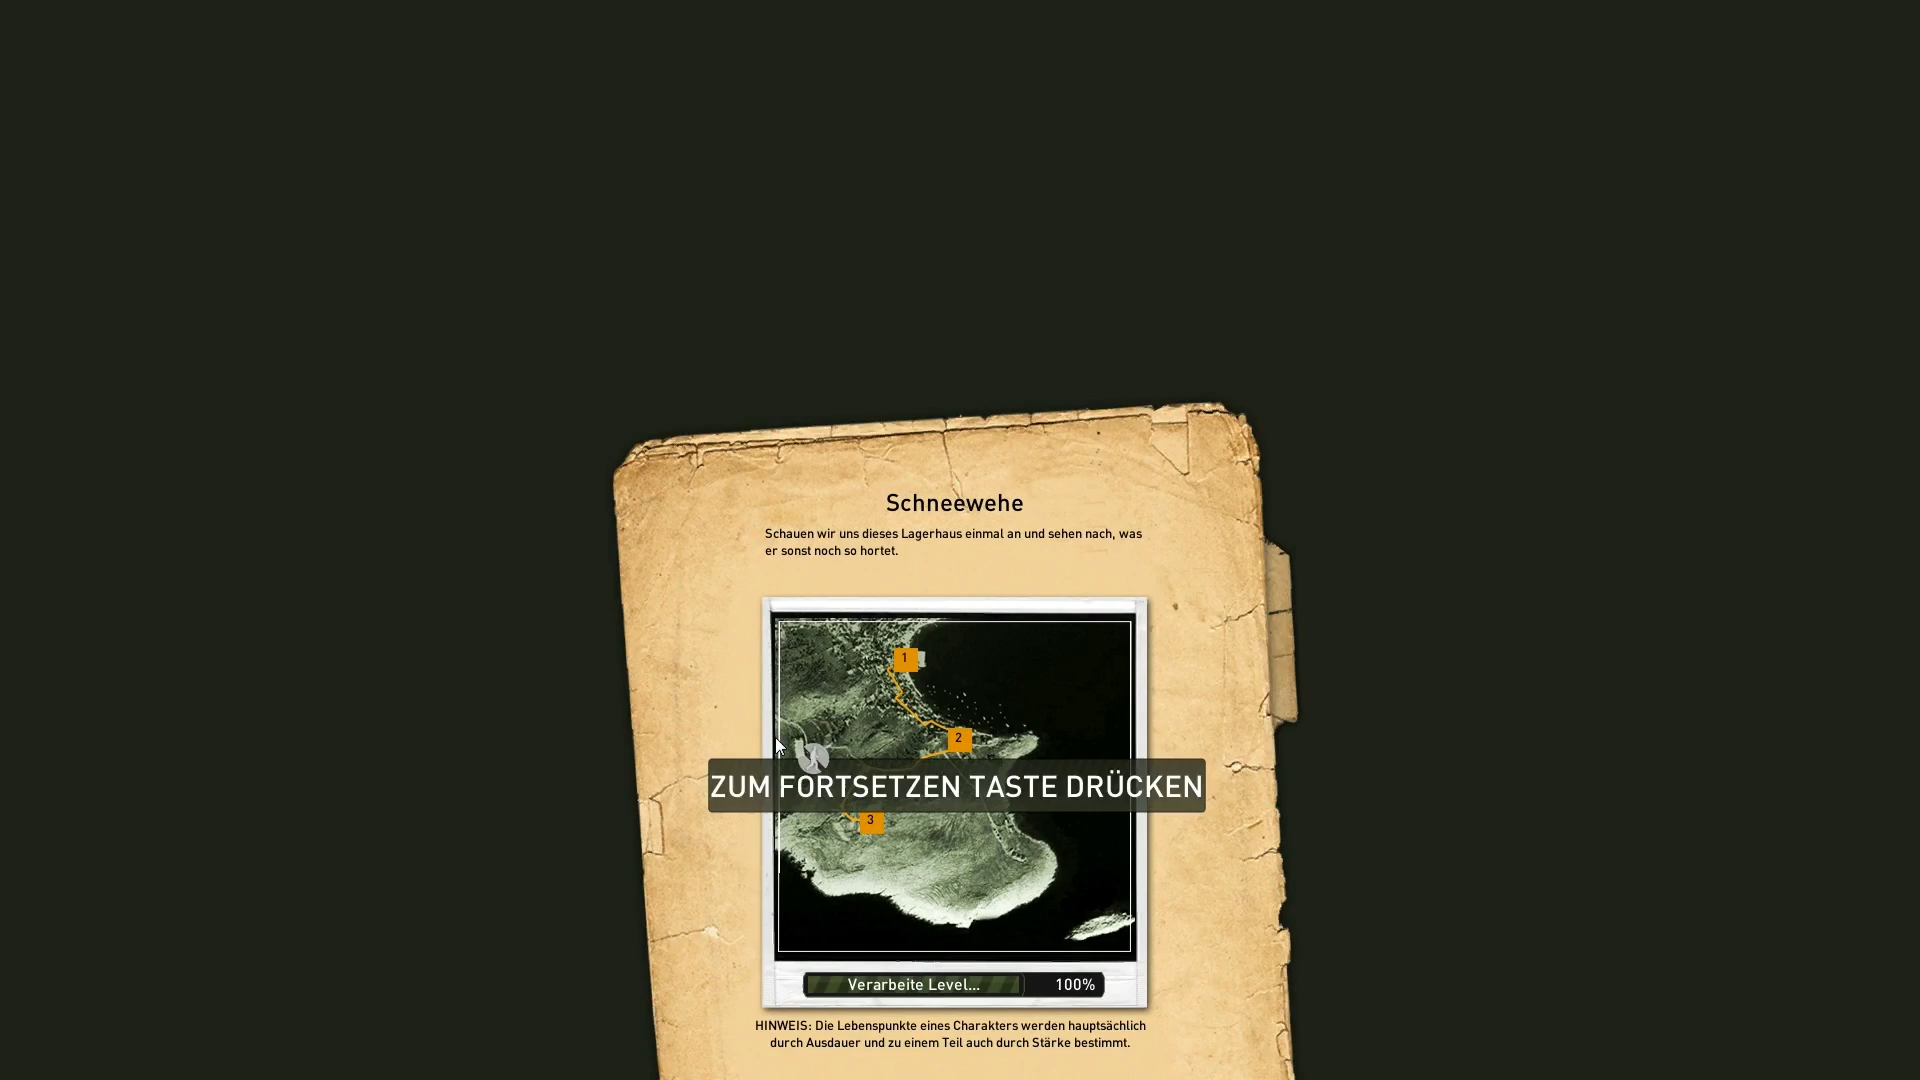 Schneewehe
Schauen wir uns dieses Lagerhaus einmal an und sehen nach, was
er sonst noch so hortet.
1
2
ZUM FORTSETZEN TASTE DRÜCKEN
3
Verarbeite Level... 100%
HINWEIS: Die Lebenspunkte eines Charakters werden hauptsächlich
durch Ausdauer und zu einem Teil auch durch Stärke bestimmt.